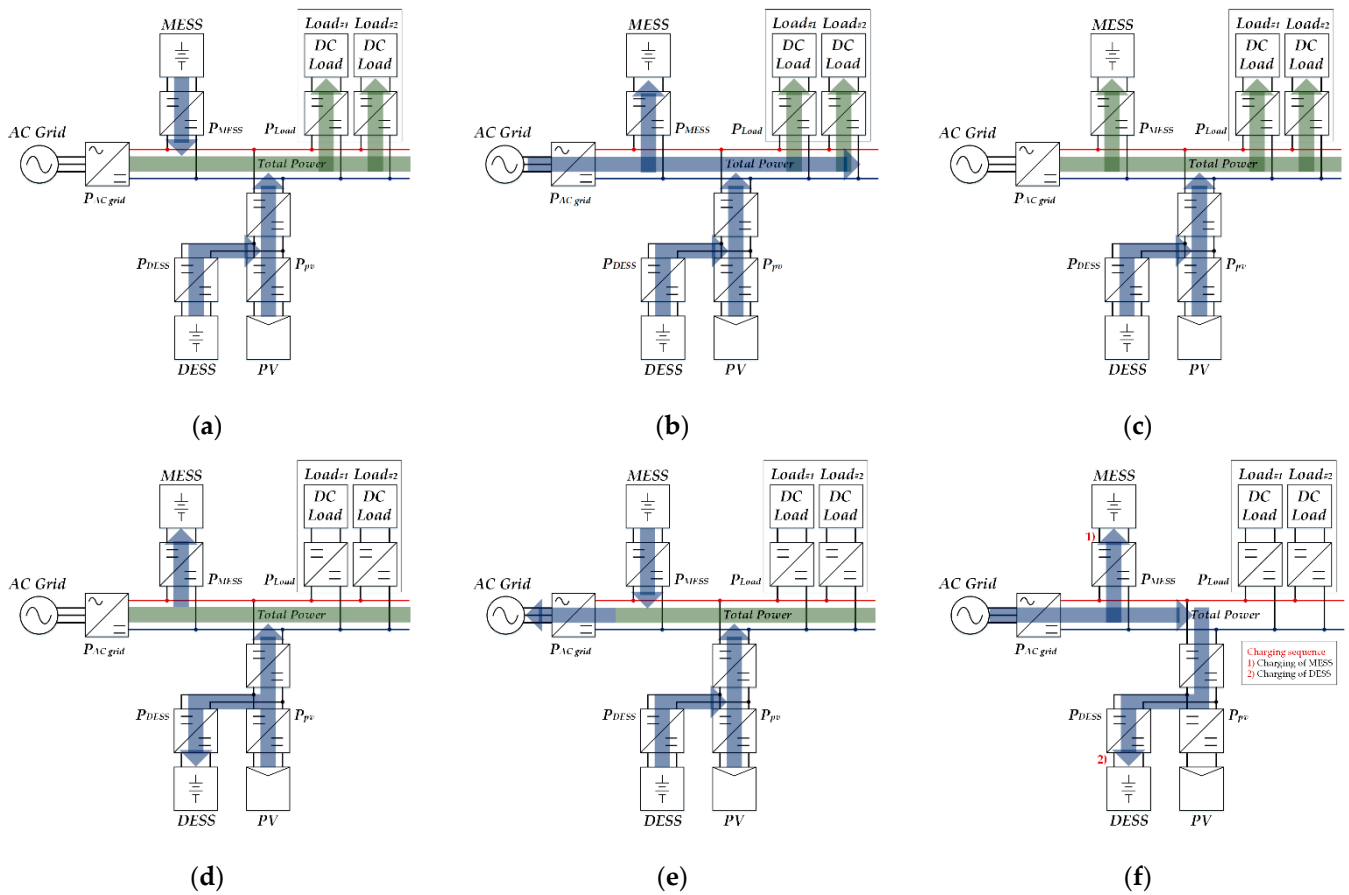 MESS Load#1 Load#2
DC DC
Load Load
AC Grid PMESS PLoad
Total Power
PAC grid
PDESS Ppv
DESS PV
(a)
MESS Load#1 Load#2
DC DC
Load Load
AC Grid PMESS PLoad
Total Power
PAC grid
PDESS Ppv
DESS PV
(b)
MESS Load#1 Load#2
DC DC
Load Load
AC Grid PMESS PLoad
Total Power
PAC grid
PDESS Ppv
DESS PV
(c)
MESS Load#1 Load#2
DC DC
Load Load
AC Grid PMESS PLoad
Total Power
PAC grid
PDESS Ppv
DESS PV
(d)
MESS Load#1 Load#2
DC DC
Load Load
AC Grid PMESS PLoad
Total Power
PAC grid
PDESS Ppv
DESS PV
(e)
MESS Load#1 Load#2
DC DC
Load Load
1)
AC Grid PMESS PLoad
Total Power
PAC grid
Charging sequence
1) Charging of MESS
2) Charging of DESS
PDESS Ppv
2)
DESS PV
(f)